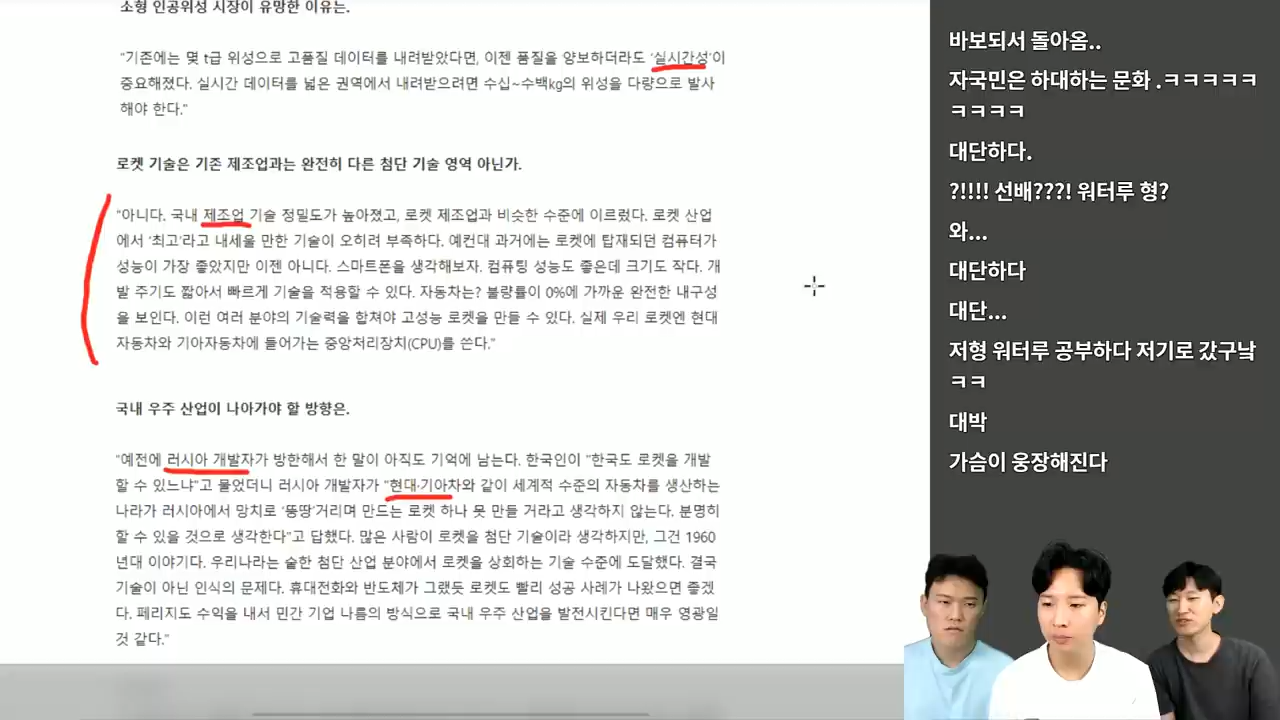 소형 인공위성 시장이 유망한 이유는.
"기존에는 몇 t급 위성으로 고품질 데이터를 내려받았다면, 이젠 품질을 양보하더라도 '실시간성'이
중요해졌다. 실시간 데이터를 넓은 권역에서 내려받으려면 수십~수백kg의 위성을 다량으로 발사
해야 한다."
로켓 기술은 기존 제조업과는 완전히 다른 첨단 기술 영역 아닌가.
"아니다. 국내 제조업 기술 정밀도가 높아졌고, 로켓 제조업과 비슷한 수준에 이르렀다. 로켓 산업
에서 '최고'라고 내세울 만한 기술이 오히려 부족하다. 예컨대 과거에는 로켓에 탑재되던 컴퓨터가
성능이 가장 좋았지만 이젠 아니다. 스마트폰을 생각해보자. 컴퓨팅 성능도 좋은데 크기도 작다. 개
발 주기도 짧아서 빠르게 기술을 적용할 수 있다. 자동차는? 불량률이 0%에 가까운 완전한 내구성
을 보인다. 이런 여러 분야의 기술력을 합쳐야 고성능 로켓을 만들 수 있다. 실제 우리 로켓엔 현대
자동차와 기아자동차에 들어가는 중앙처리장치(CPU)를 쓴다."
국내 우주 산업이 나아가야 할 방향은.
"예전에 러시아 개발자가 방한해서 한 말이 아직도 기억에 남는다. 한국인이 "한국도 로켓을 개발
할 수 있느냐"고 물었더니 러시아 개발자가 "현대·기아차와 같이 세계적 수준의 자동차를 생산하는
나라가 러시아에서 망치로 '뚱땅'거리며 만드는 로켓 하나 못 만들 거라고 생각하지 않는다. 분명히
할 수 있을 것으로 생각한다"고 답했다. 많은 사람이 로켓을 첨단 기술이라 생각하지만, 그건 1960
년대 이야기다. 우리나라는 숱한 첨단 산업 분야에서 로켓을 상회하는 기술 수준에 도달했다. 결국
기술이 아닌 인식의 문제다. 휴대전화와 반도체가 그랬듯 로켓도 빨리 성공 사례가 나왔으면 좋겠
다. 페리지도 수익을 내서 민간 기업 나름의 방식으로 국내 우주 산업을 발전시킨다면 매우 영광일
것 같다."
바보되서 돌아옴..
자국민은 하대하는 문화 .ㅋㅋㅋㅋㅋ
ㅋㅋㅋㅋ
대단하다.
?!!!! 선배???! 워터루 형?
와...
대단하다
대단...
저형 워터루 공부하다 저기로 갔구낰
ㅋㅋ
대박
가슴이 웅장해진다